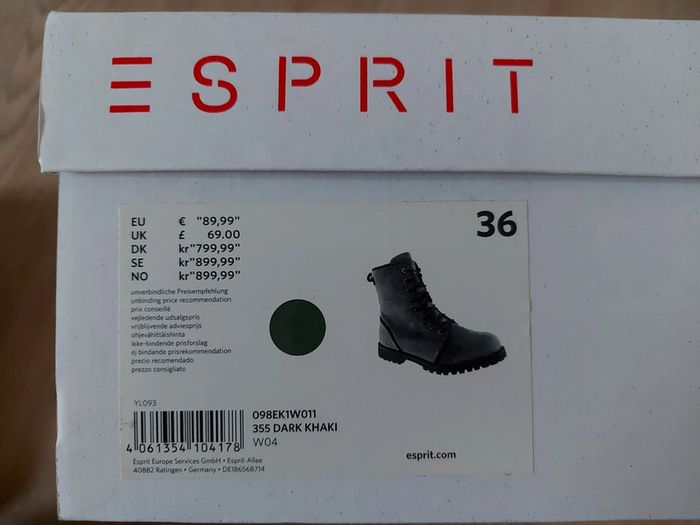 ESPRIT
36
EU € "89,99"
UK £ 69.00
DK kr"799,99"
SE kr"899,99"
NO kr"899,99"
unverbindliche Preisempfehlung
unbinding price recommendation
prix conseillé
vejledende udsalgspris
vrijblijvende adviesprijs
ohjevähittäishinta
ikke-bindende prisforslag
ej bindande prisrekommendation
precio recomendado
prezzo consigliato
YL093
4 061354 104178
098EK1W011
355 DARK KHAKI
W04
Esprit Europe Services GmbH • Esprit-Allee
40882 Ratingen • Germany • DE186568714
esprit.com